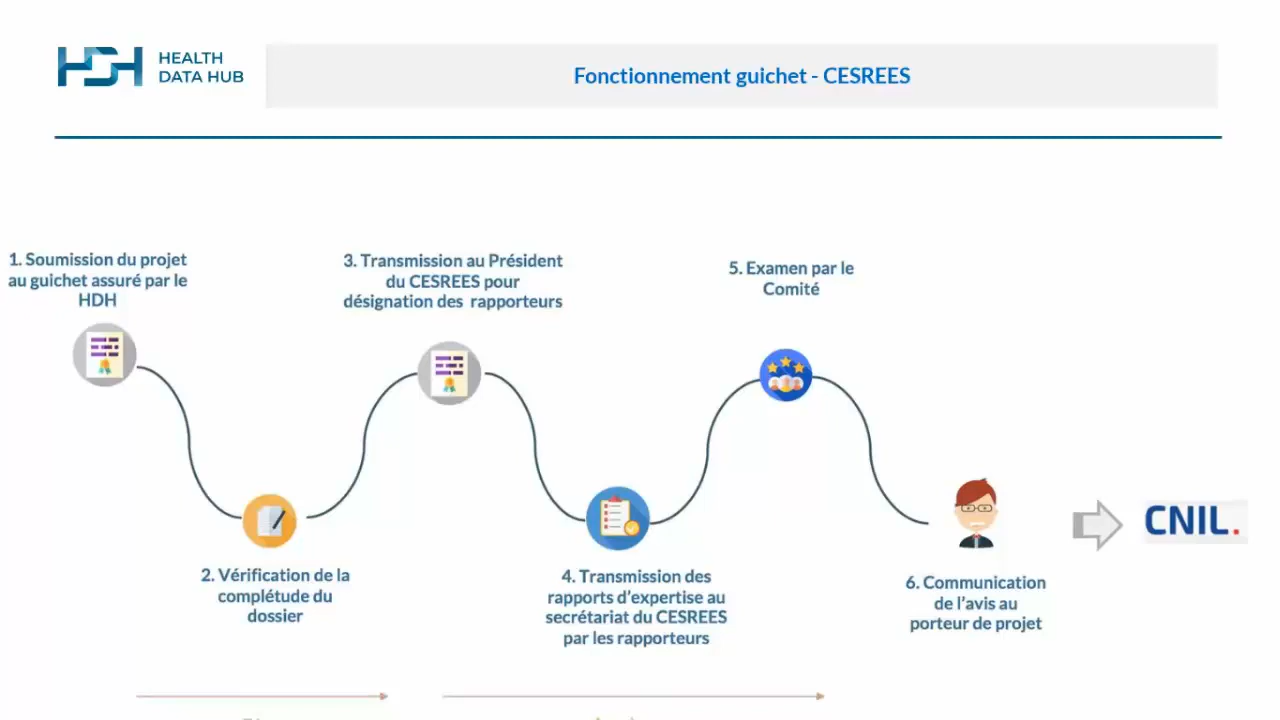 HEALTH
DATA HUB
Fonctionnement guichet - CESREES
1. Soumission du projet
au guichet assuré par le
HDH
2. Vérification de la
complétude du
dossier
3. Transmission au Président
du CESREES pour
désignation des rapporteurs
4. Transmission des
rapports d'expertise au
secrétariat du CESREES
par les rapporteurs
5. Examen par le
Comité
6. Communication
de l'avis au
porteur de projet
CNIL.